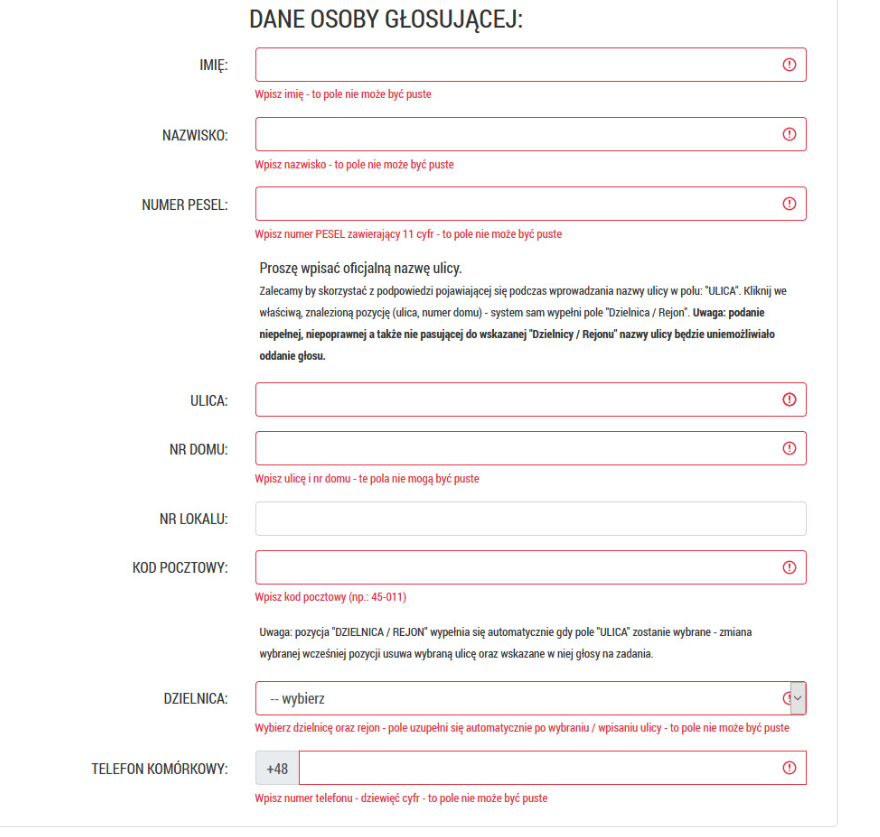 DANE OSOBY GŁOSUJĄCEJ:
IMIĘ:
Wpisz imię - to pole nie może być puste
NAZWISKO:
Wpisz nazwisko - to pole nie może być puste
NUMER PESEL:
Wpisz numer PESEL zawierający 11 cyfr - to pole nie może być puste
Proszę wpisać oficjalną nazwę ulicy.
Zalecamy by skorzystać z podpowiedzi pojawiającej się podczas wprowadzania nazwy ulicy w polu: "ULICA". Kliknij we
właściwą, znalezioną pozycję (ulica, numer domu) - system sam wypełni pole "Dzielnica / Rejon". Uwaga: podanie
niepełnej, niepoprawnej a także nie pasującej do wskazanej "Dzielnicy / Rejonu" nazwy ulicy będzie uniemożliwiało
oddanie głosu.
ULICA:
NR DOMU:
Wpisz ulicę i nr domu - te pola nie mogą być puste
NR LOKALU:
KOD POCZTOWY:
Wpisz kod pocztowy (np.: 45-011)
Uwaga: pozycja "DZIELNICA / REJON" wypełnia się automatycznie gdy pole "ULICA" zostanie wybrane - zmiana
wybranej wcześniej pozycji usuwa wybraną ulicę oraz wskazane w niej głosy na zadania.
DZIELNICA:
-- wybierz
Wybierz dzielnicę oraz rejon - pole uzupełni się automatycznie po wybraniu / wpisaniu ulicy - to pole nie może być puste
TELEFON KOMÓRKOWY:
+48
Wpisz numer telefonu - dziewięć cyfr - to pole nie może być puste